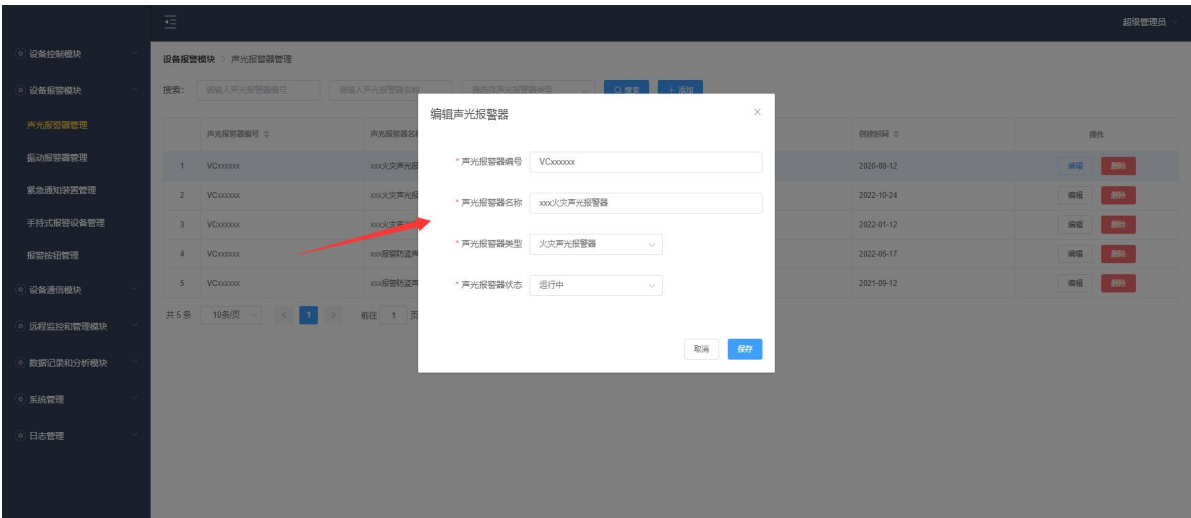 超级管理员
设备控制模块
设备报警模块
声光报警器管理
振动报警器管理
紧急通知装置管理
手持式报警设备管理
报警按钮管理
设备通信模块
远程监控和管理模块
数据记录和分析模块
系统管理
日志管理
设备报警模块 > 声光报警器管理
搜索: 请输入声光报警器编号 请输入声光报警器名称 请选择声光报警器类型 搜索 + 添加
声光报警器编号 声光报警器名 创建时间 操作
1 VCxxxxxx xxx火灾声光报 2020-08-12 编辑 删除
2 VCxxxxxx xxx火灾声光报 2022-10-24 编辑 删除
3 VCxxxxxx xxx火灾声光 2022-01-12 编辑 删除
4 VCxxxxxx xxx报警防盗声 2022-05-17 编辑 删除
5 VCxxxxxx xxx报警防盗声 2021-09-12 编辑 删除
共 5 条 10条/页 < 1 > 前往 1 页
编辑声光报警器 ×
* 声光报警器编号 VCxxxxxx
* 声光报警器名称 xxx火灾声光报警器
* 声光报警器类型 火灾声光报警器
* 声光报警器状态 运行中
取消 保存